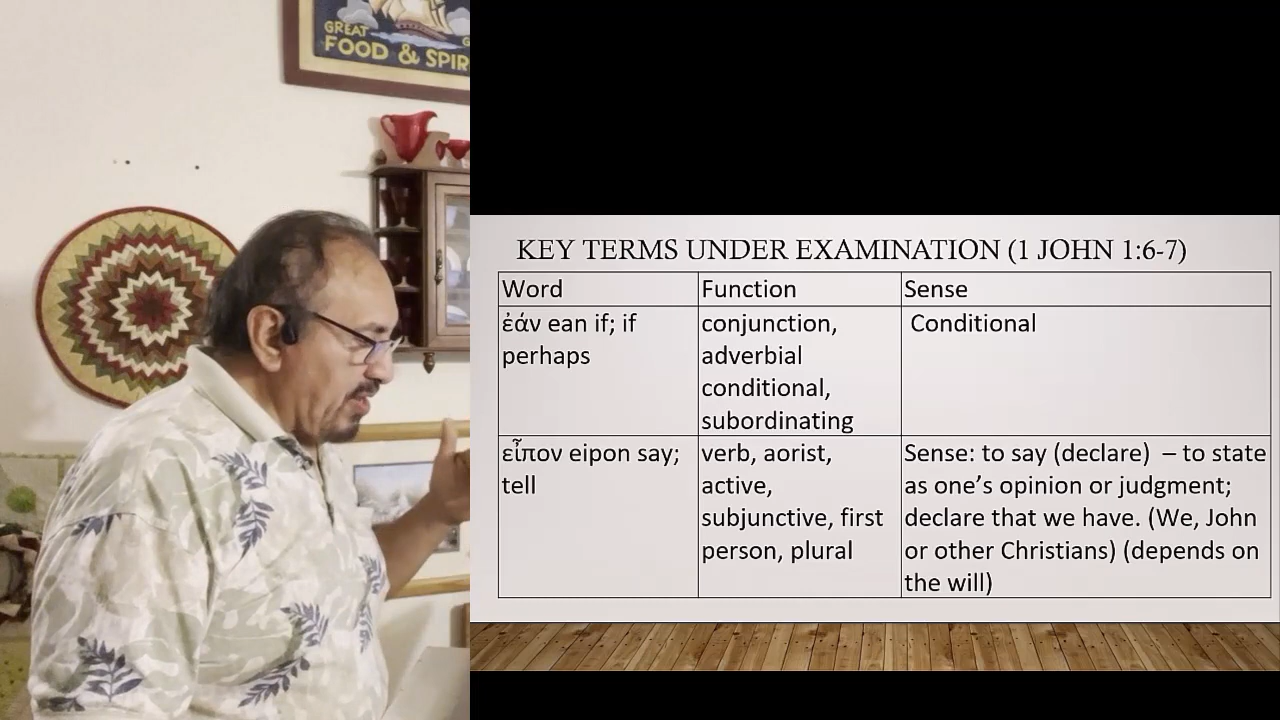 GREAT
FOOD & SPIR
KEY TERMS UNDER EXAMINATION (1 JOHN 1:6-7)
Word Function Sense
ἐάν ean if; if
perhaps
conjunction,
adverbial
conditional,
subordinating
Conditional
εἶπον eipon say;
tell
verb, aorist,
active,
subjunctive, first
person, plural
Sense: to say (declare) – to state
as one’s opinion or judgment;
declare that we have. (We, John
or other Christians) (depends on
the will)